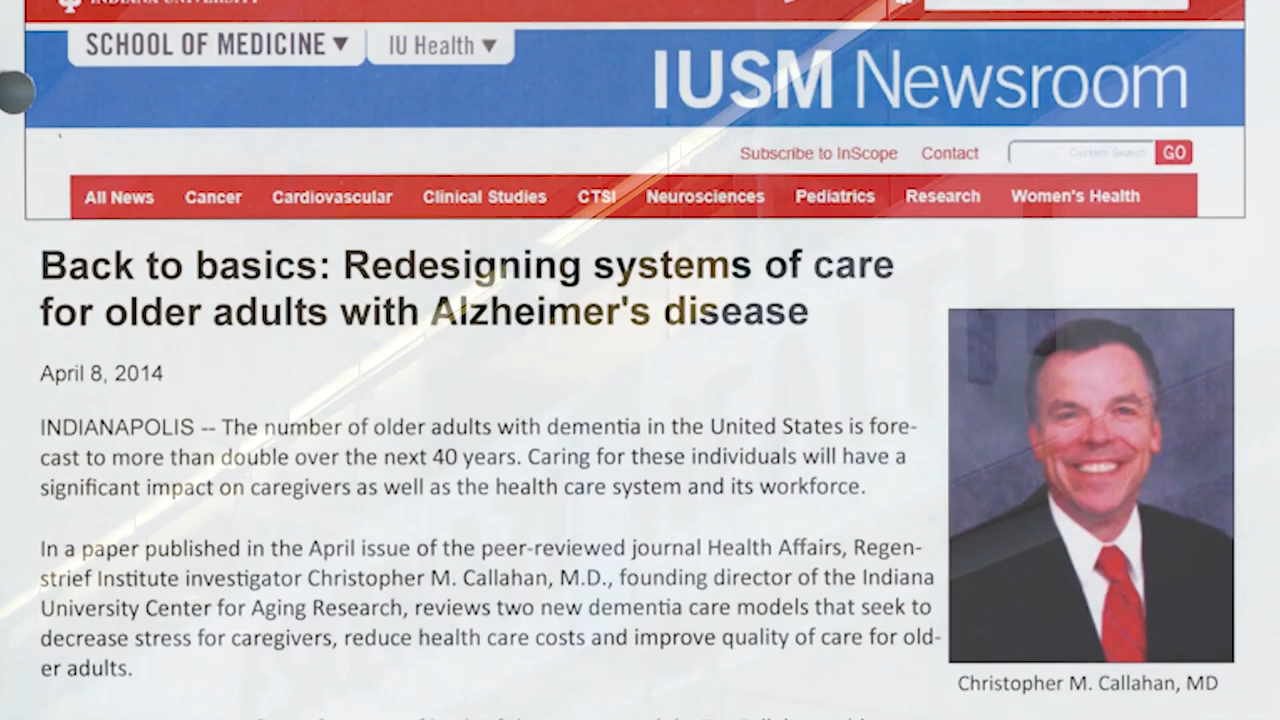 INDIANA UNIVERSITY
SCHOOL OF MEDICINE ▼ IU Health ▼
IUSM Newsroom
Subscribe to InScope Contact Custom Search GO
All News Cancer Cardiovascular Clinical Studies CTSI Neurosciences Pediatrics Research Women's Health
Back to basics: Redesigning systems of care
for older adults with Alzheimer's disease
April 8, 2014
INDIANAPOLIS -- The number of older adults with dementia in the United States is fore-
cast to more than double over the next 40 years. Caring for these individuals will have a
significant impact on caregivers as well as the health care system and its workforce.
In a paper published in the April issue of the peer-reviewed journal Health Affairs, Regen-
strief Institute investigator Christopher M. Callahan, M.D., founding director of the Indiana
University Center for Aging Research, reviews two new dementia care models that seek to
decrease stress for caregivers, reduce health care costs and improve quality of care for old-
er adults.
Christopher M. Callahan, MD